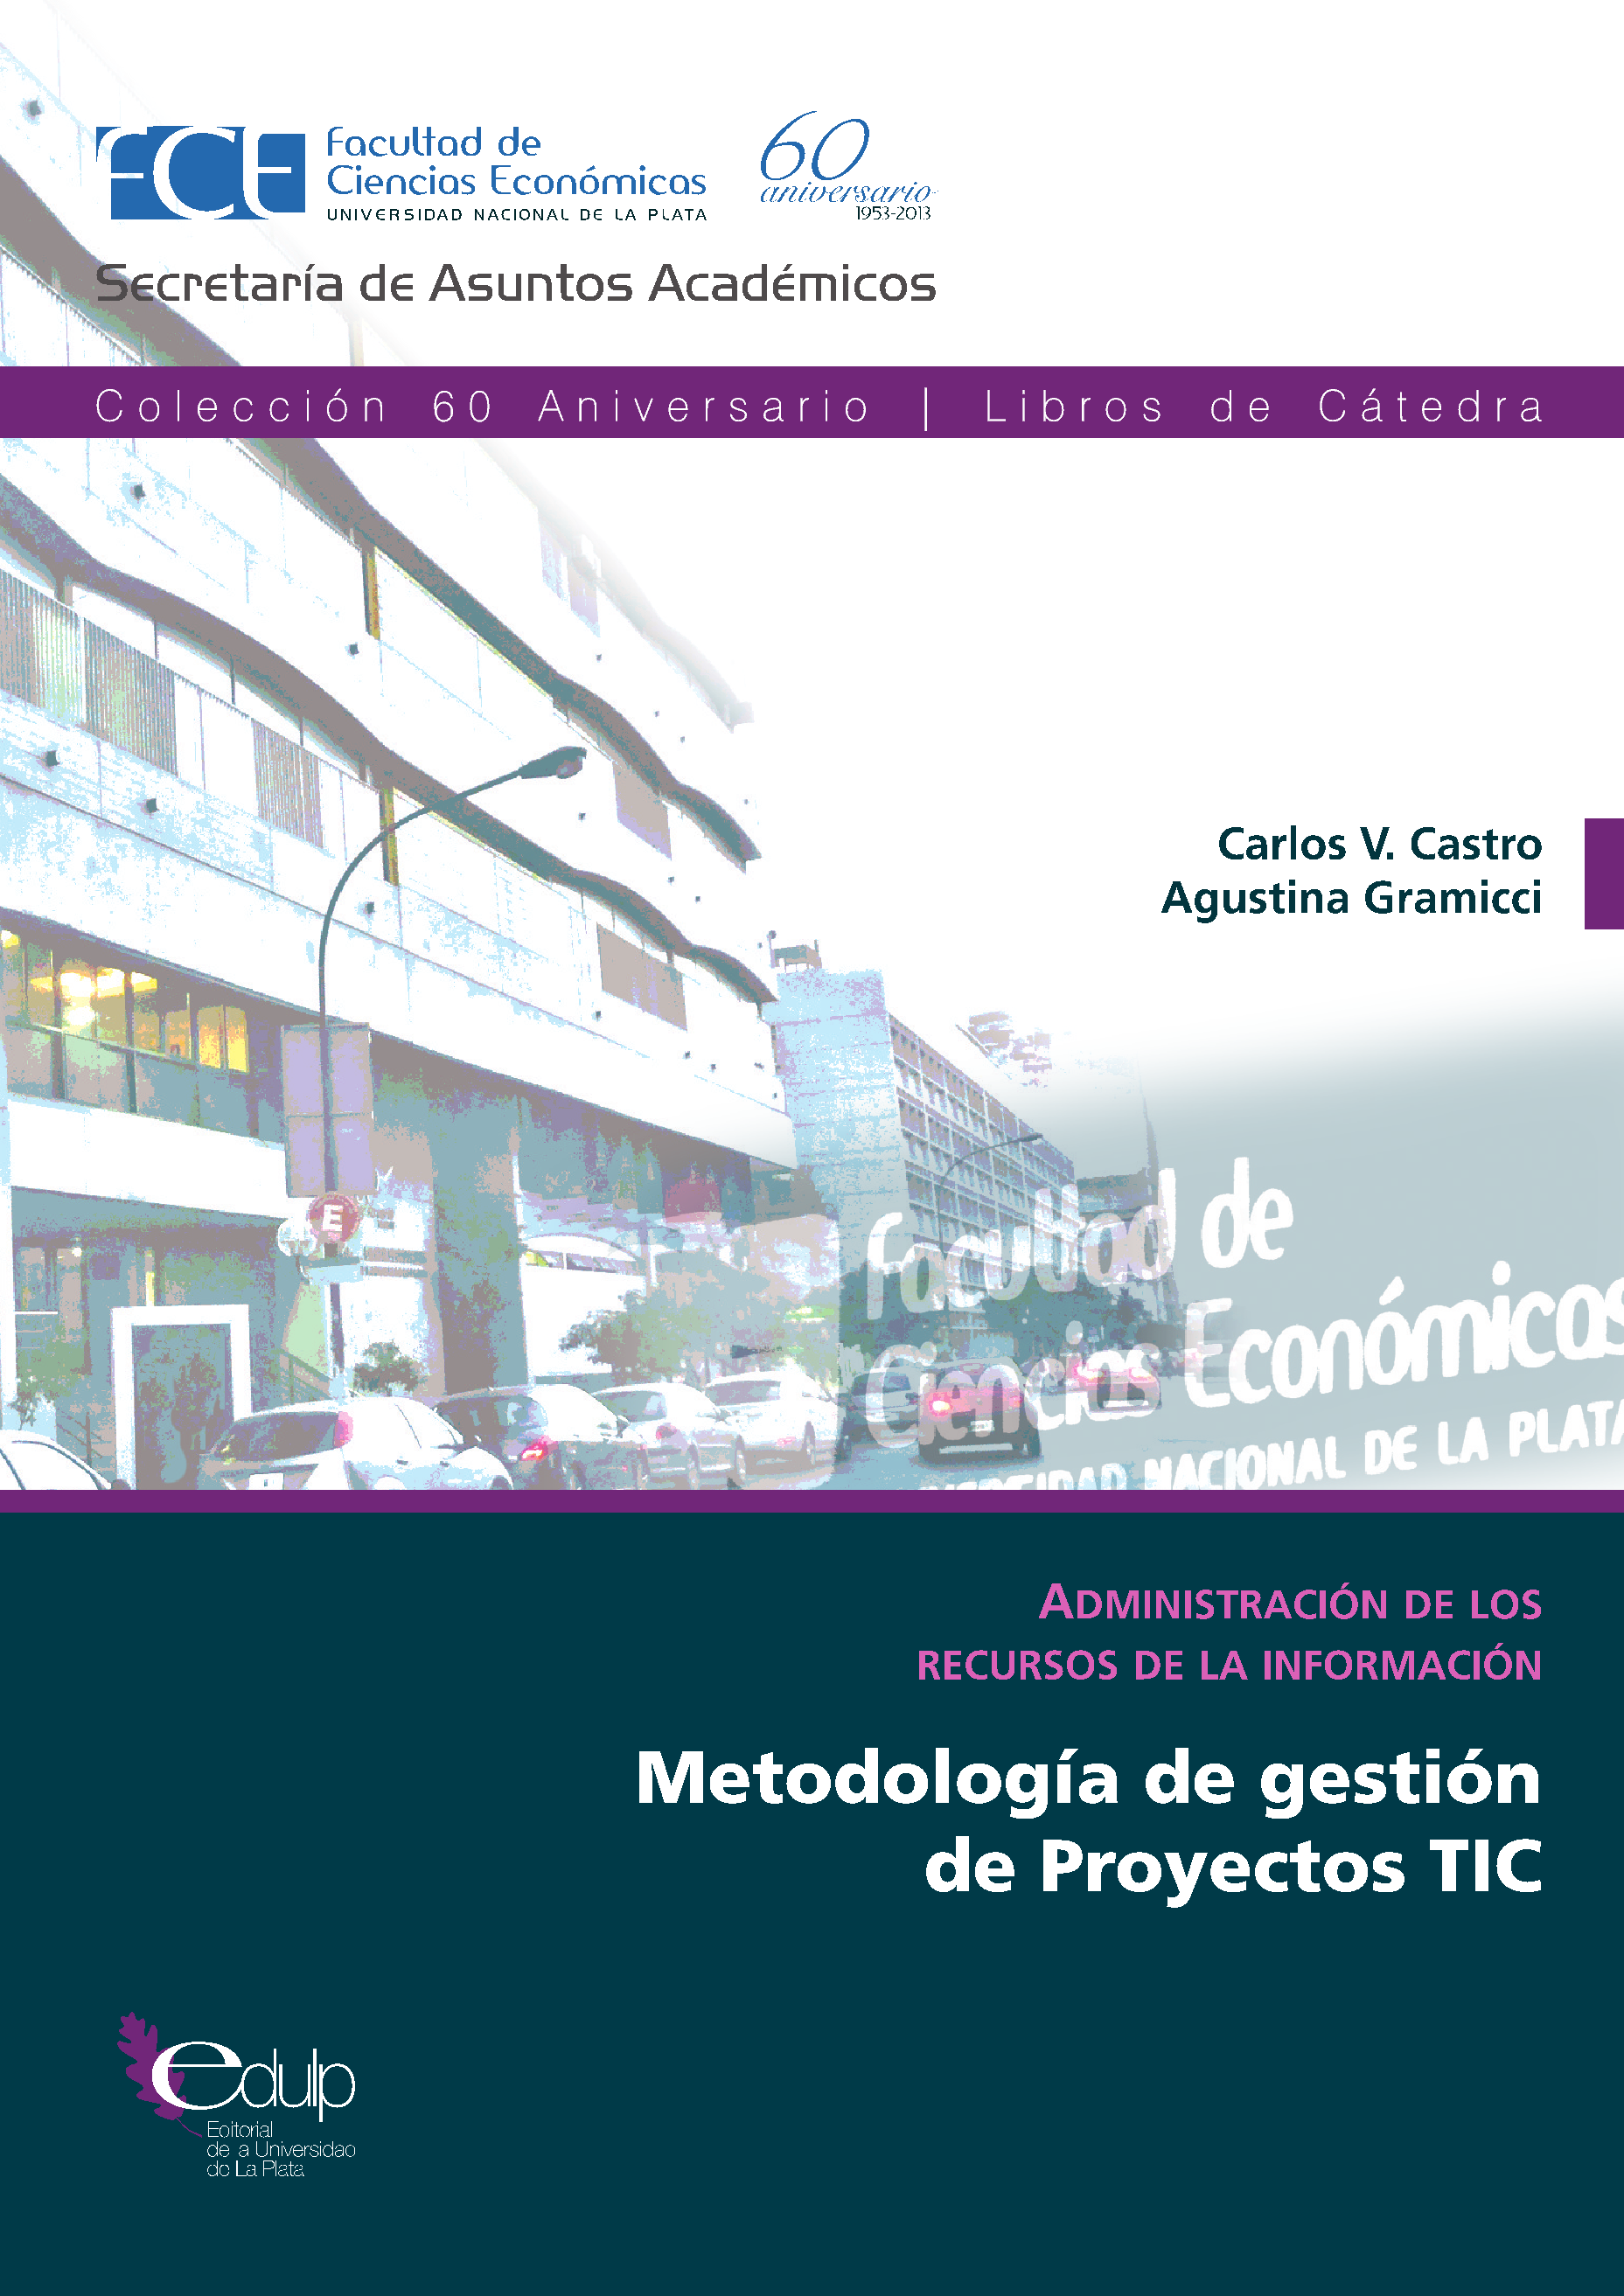 FCE
Facultad de
Ciencias Económicas
UNIVERSIDAD NACIONAL DE LA PLATA
60
aniversario
1953-2013
Secretaría de Asuntos Académicos
Colección 60 Aniversario | Libros de Cátedra
Carlos V. Castro
Agustina Gramicci
E
Facultad de
Ciencias Económicas
NACIONAL DE LA PLATA
ADMINISTRACIÓN DE LOS
RECURSOS DE LA INFORMACIÓN
Metodología de gestión
de Proyectos TIC
edulp
Editorial
de la Universidad
de La Plata